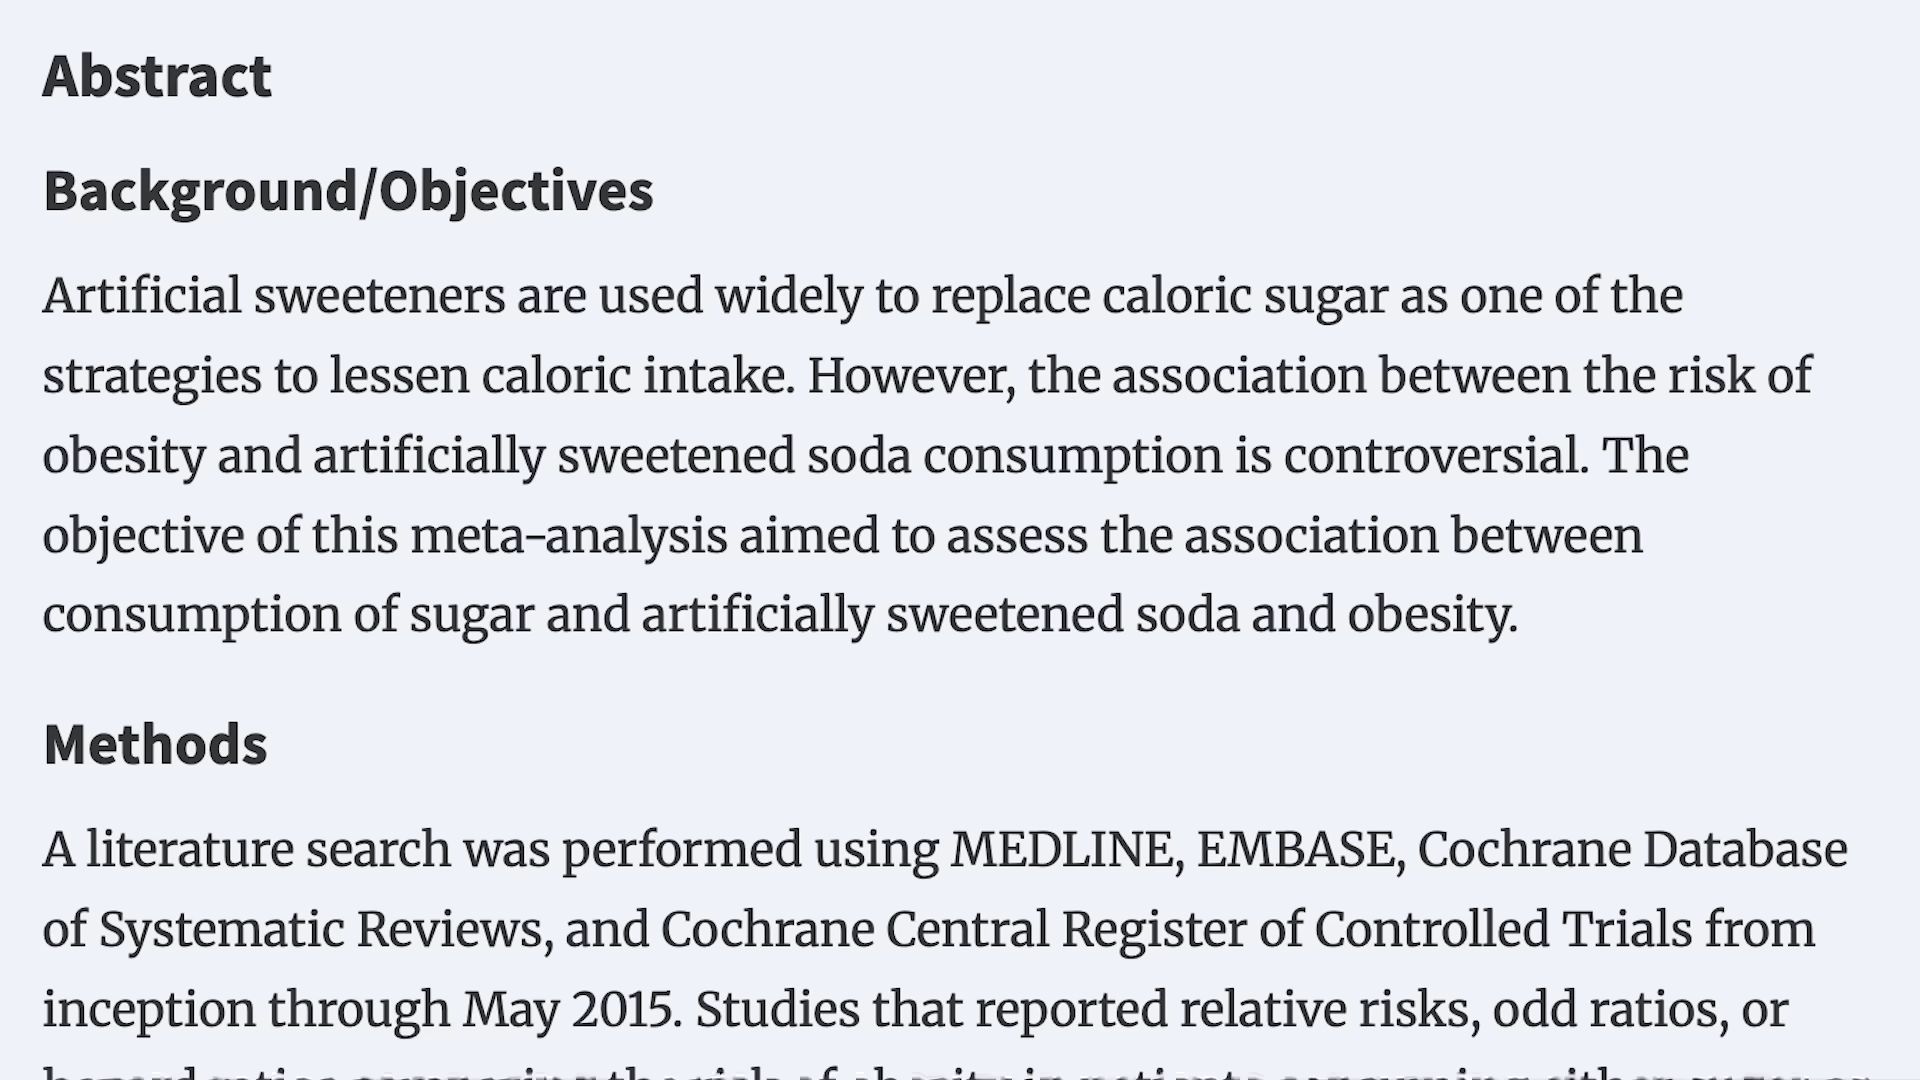 Abstract
Background/Objectives
Artificial sweeteners are used widely to replace caloric sugar as one of the
strategies to lessen caloric intake. However, the association between the risk of
obesity and artificially sweetened soda consumption is controversial. The
objective of this meta-analysis aimed to assess the association between
consumption of sugar and artificially sweetened soda and obesity.
Methods
A literature search was performed using MEDLINE, EMBASE, Cochrane Database
of Systematic Reviews, and Cochrane Central Register of Controlled Trials from
inception through May 2015. Studies that reported relative risks, odd ratios, or